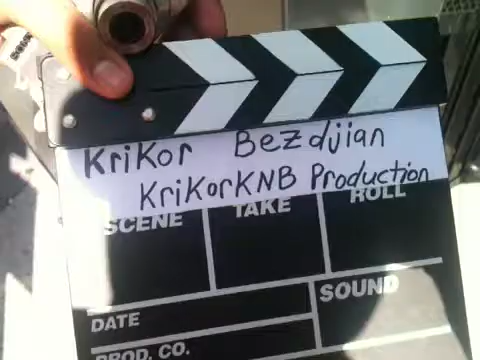 KriKor Bezdjian
KriKorKNB Production
SCENE TAKE ROLL
DATE SOUND
PROD. CO.